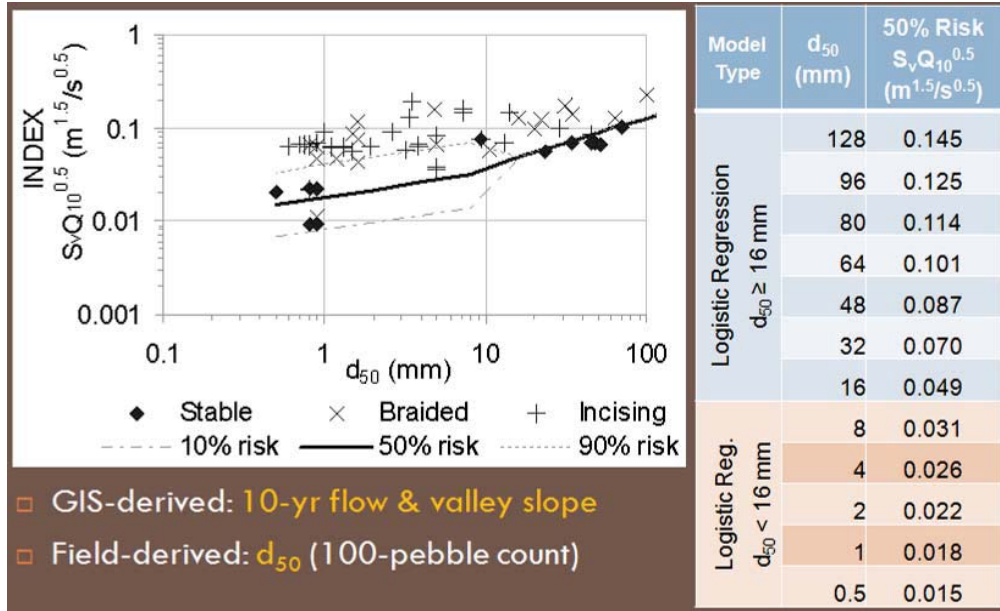 INDEX
SvQ10^0.5 (m^1.5/s^0.5)
1
0.1
0.01
0.001
0.1 1 10 100
d50 (mm)
Stable Braided Incising
10% risk 50% risk 90% risk
GIS-derived: 10-yr flow & valley slope
Field-derived: d50 (100-pebble count)
Model Type d50 (mm) 50% Risk SvQ10^0.5 (m^1.5/s^0.5)
Logistic Regression
d50 ≥ 16 mm
128 0.145
96 0.125
80 0.114
64 0.101
48 0.087
32 0.070
16 0.049
Logistic Reg.
d50 < 16 mm
8 0.031
4 0.026
2 0.022
1 0.018
0.5 0.015